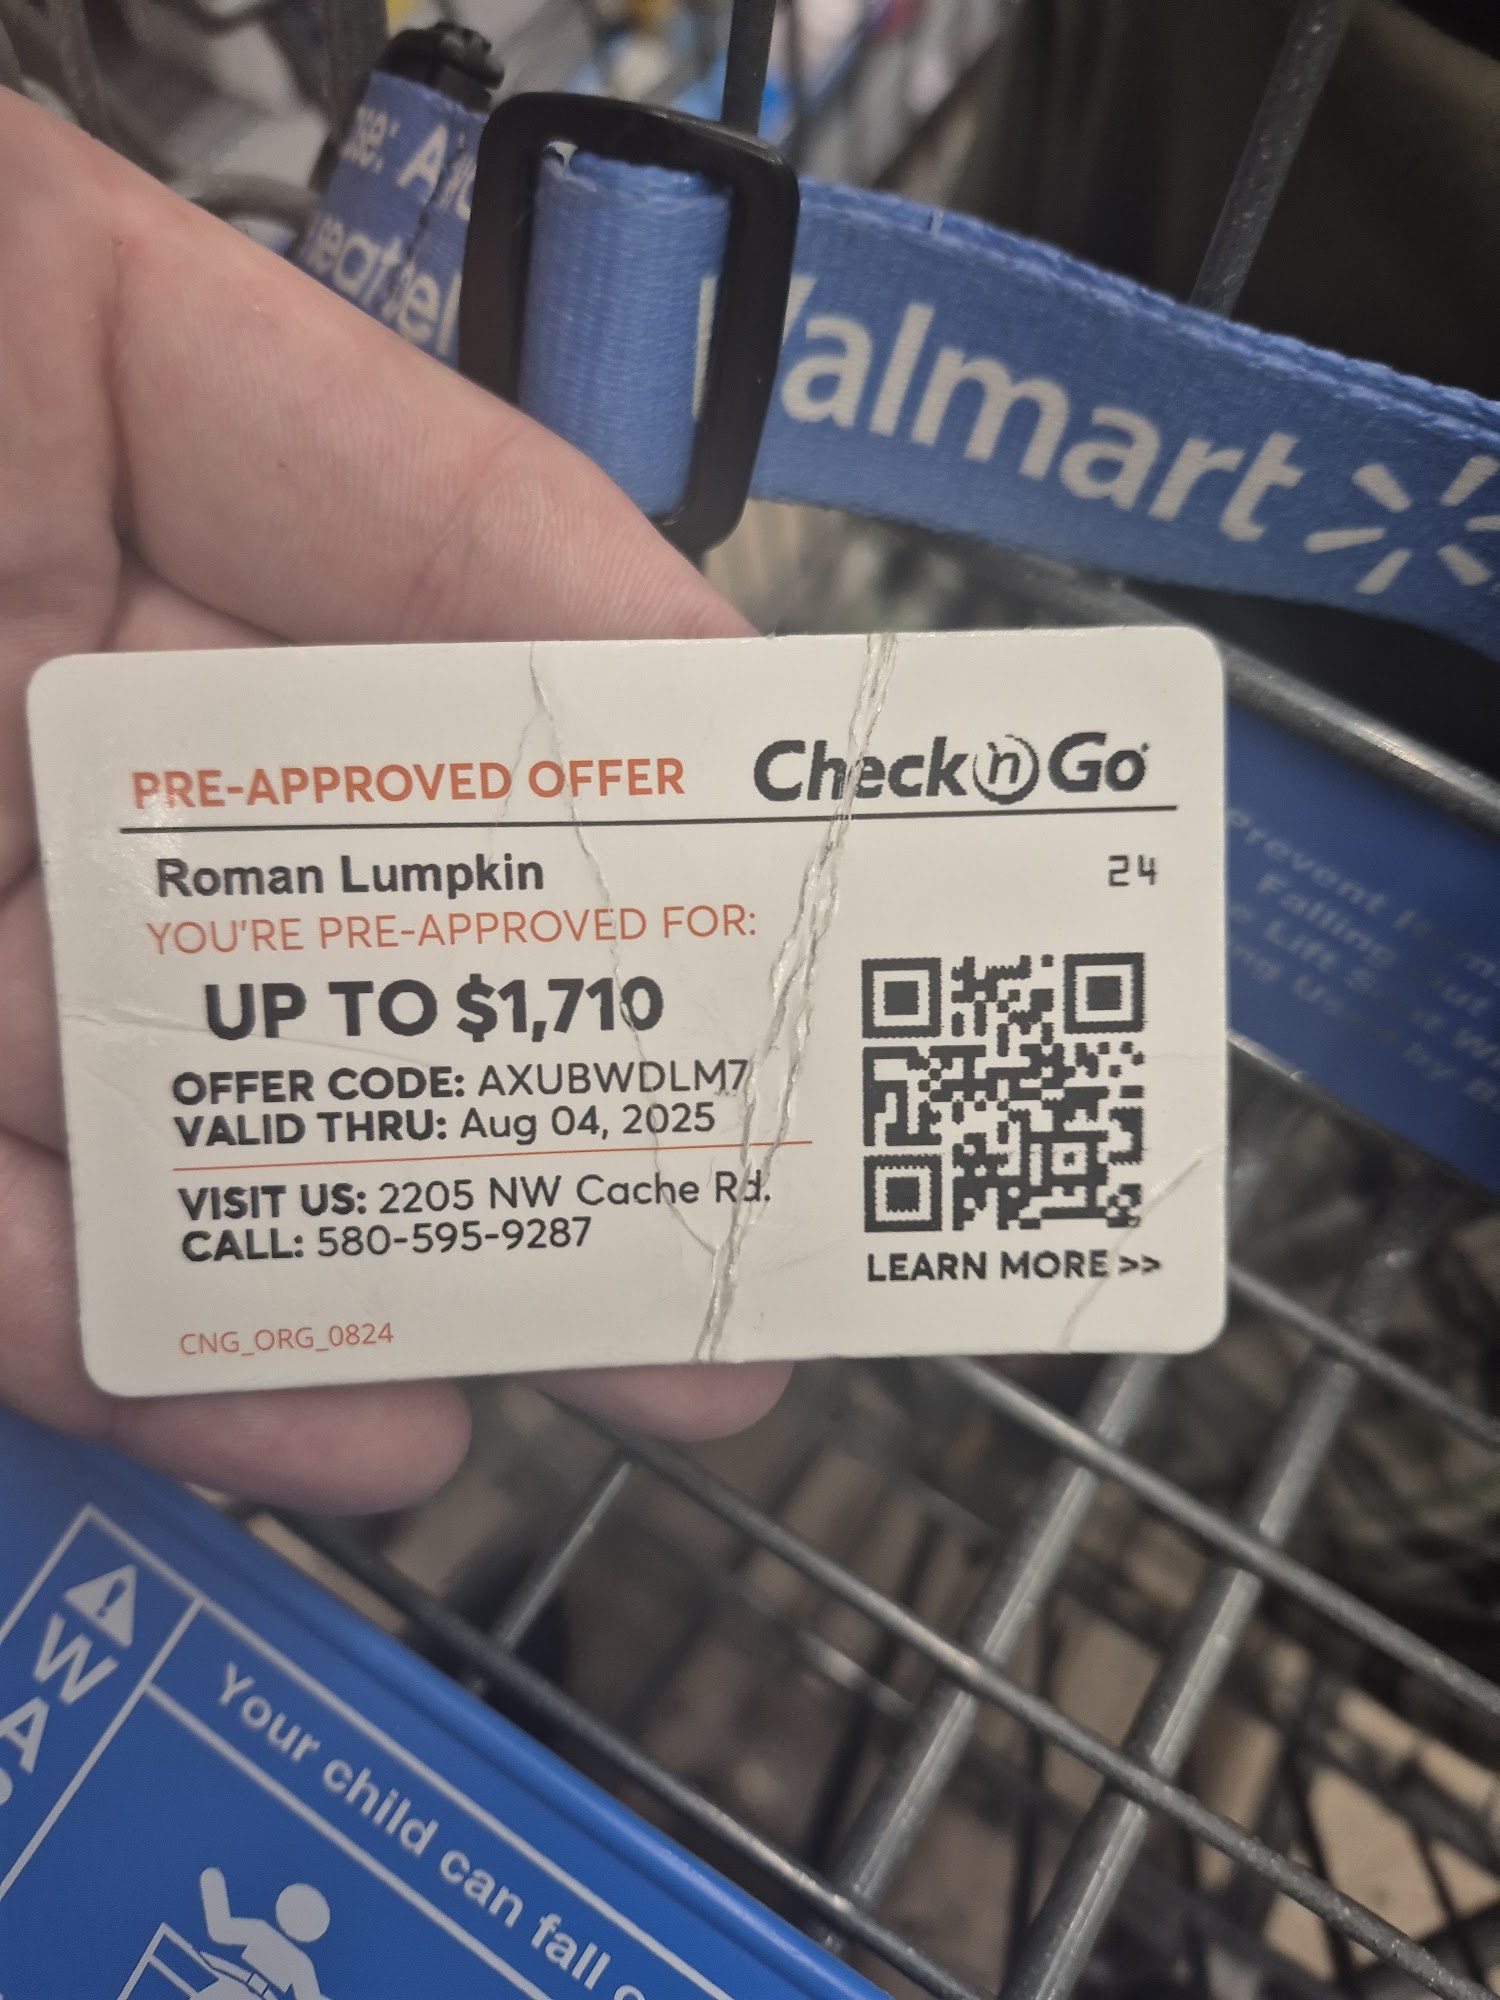 Walmart
PRE-APPROVED OFFER
Check 'n Go
Roman Lumpkin
24
YOU'RE PRE-APPROVED FOR:
UP TO $1,710
OFFER CODE: AXUBWDLM7
VALID THRU: Aug 04, 2025
VISIT US: 2205 NW Cache Rd.
CALL: 580-595-9287
LEARN MORE >>
CNG_ORG_0824
Prevent
Falling
Your child can fall